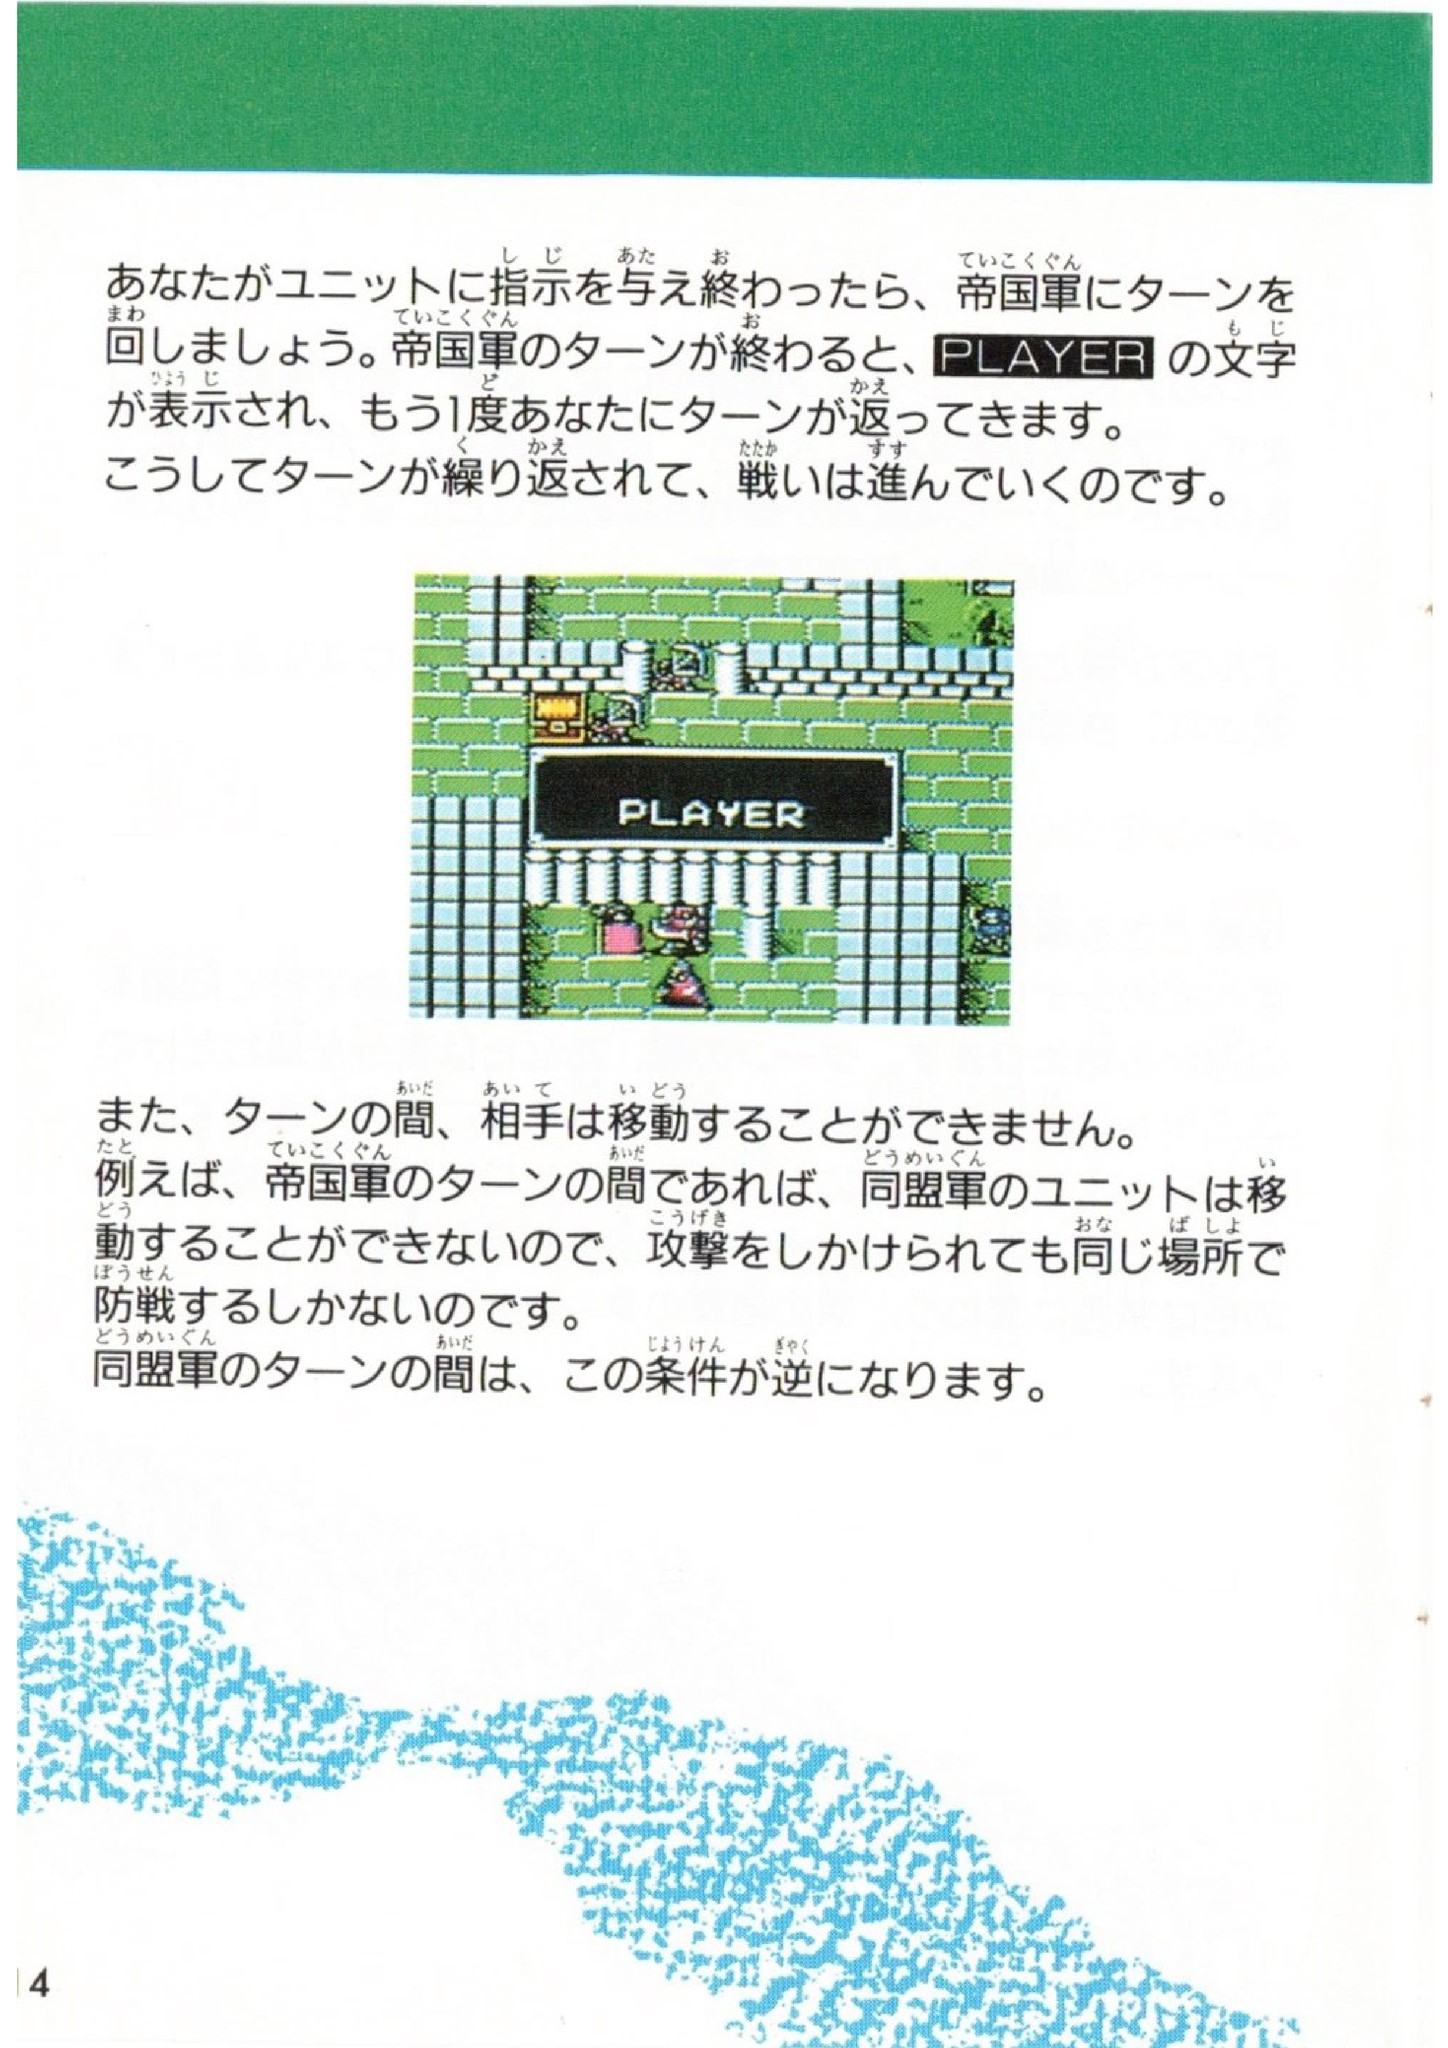 あなたがユニットに指示を与え終わったら、帝国軍にターンを
回しましょう。帝国軍のターンが終わると、PLAYERの文字
が表示され、もう1度あなたにターンが返ってきます。
こうしてターンが繰り返されて、戦いは進んでいくのです。
PLAYER
また、ターンの間、相手は移動することができません。
例えば、帝国軍のターンの間であれば、同盟軍のユニットは移
動することができないので、攻撃をしかけられても同じ場所で
防戦するしかないのです。
同盟軍のターンの間は、この条件が逆になります。
14